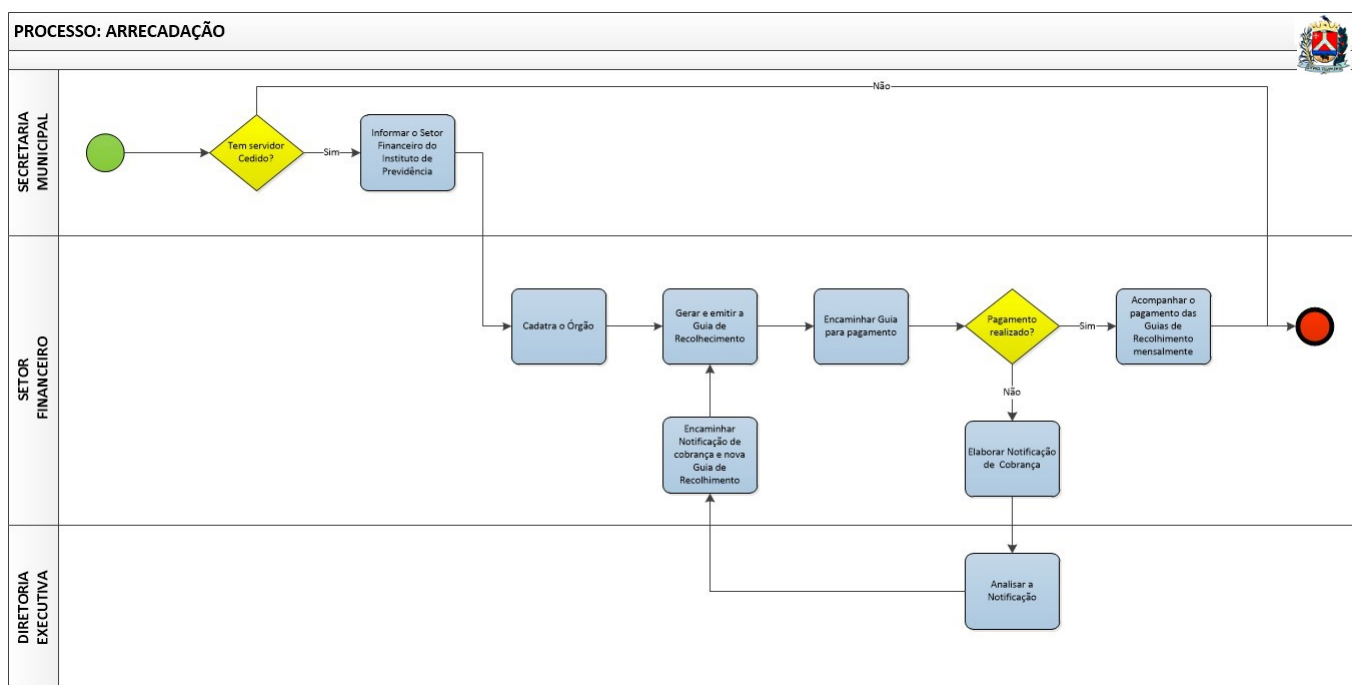 PROCESSO: ARRECADAÇÃO
SECRETARIA
MUNICIPAL
Não
Tem servidor
Cedido?
Sim
Informar o Setor
Financeiro do
Instituto de
Previdência
SETOR
FINANCEIRO
Cadatra o Órgão
Gerar e emitir a
Guia de
Recolhecimento
Encaminhar Guia
para pagamento
Pagamento
realizado?
Sim
Acompanhar o
pagamento das
Guias de
Recolhimento
mensalmente
Não
Encaminhar
Notificação de
cobrança e nova
Guia de
Recolhimento
Elaborar Notificação
de Cobrança
DIRETORIA
EXECUTIVA
Analisar a
Notificação